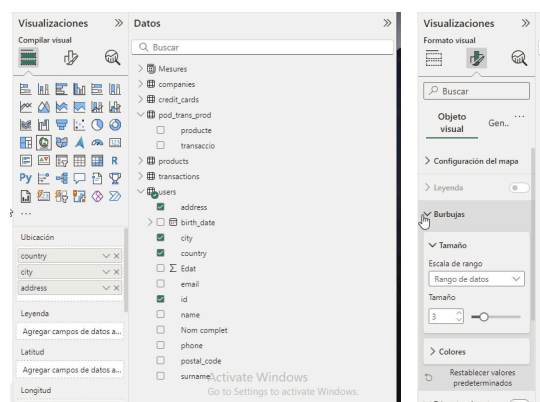 Visualizaciones
Compilar visual
Ubicación
country
city
address
Leyenda
Agregar campos de datos a...
Latitud
Agregar campos de datos a...
Longitud
Datos
Buscar
Mesures
companies
credit_cards
pod_trans_prod
producte
transaccio
products
transactions
users
address
birth_date
city
country
Edat
email
id
name
Nom complet
phone
postal_code
surname
Activate Windows
Go to Settings to activate Windows.
Visualizaciones
Formato visual
Buscar
Objeto visual
Gen..
Configuración del mapa
Leyenda
Burbujas
Tamaño
Escala de rango
Rango de datos
Tamaño
3
Colores
Restablecer valores
predeterminados